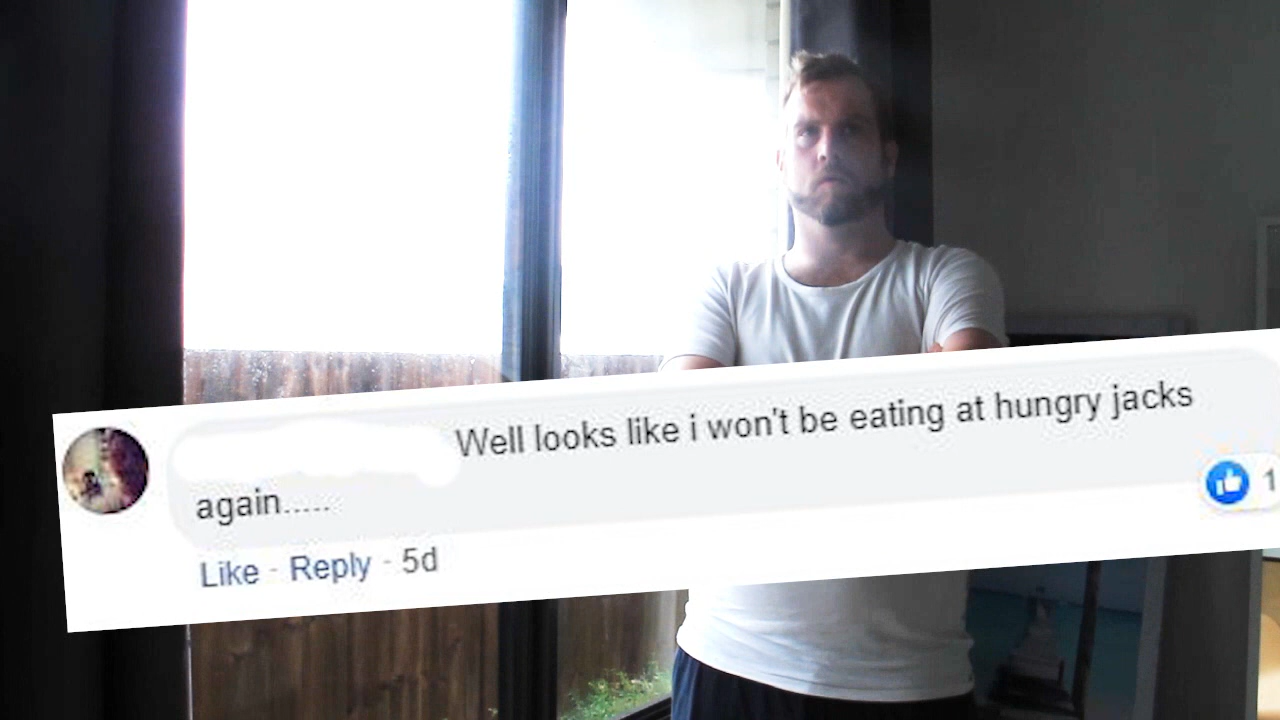 Well looks like i won't be eating at hungry jacks
again.....
1
Like · Reply · 5d